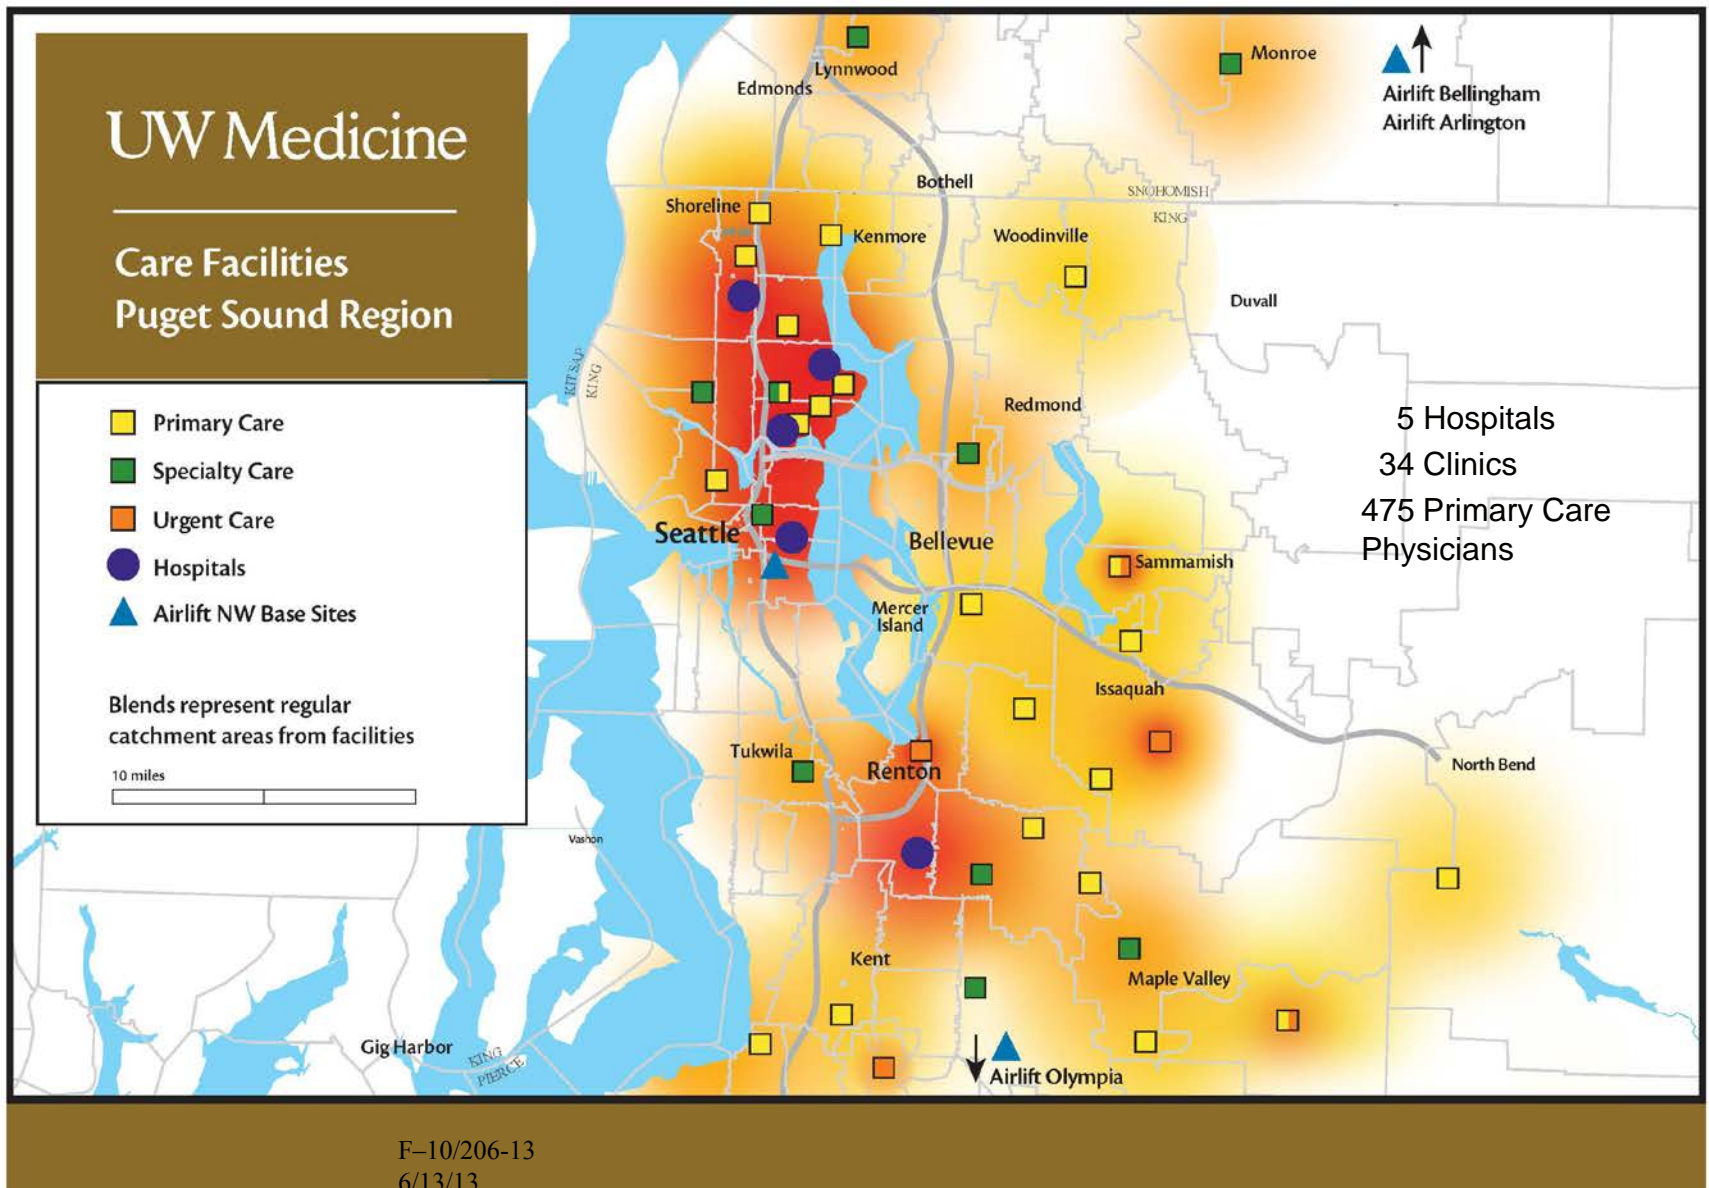 UW Medicine
Care Facilities
Puget Sound Region
Primary Care
Specialty Care
Urgent Care
Hospitals
Airlift NW Base Sites
Blends represent regular
catchment areas from facilities
10 miles
Lynnwood
Edmonds
Monroe
Airlift Bellingham
Airlift Arlington
Bothell
SNOHOMISH
KING
Shoreline
Kenmore
Woodinville
Duvall
KITSAP
KING
Redmond
5 Hospitals
34 Clinics
475 Primary Care
Physicians
Seattle
Bellevue
Sammamish
Mercer
Island
Issaquah
Tukwila
Renton
North Bend
Vashon
Kent
Maple Valley
Gig Harbor
KING
PIERCE
Airlift Olympia
F–10/206-13
6/13/13